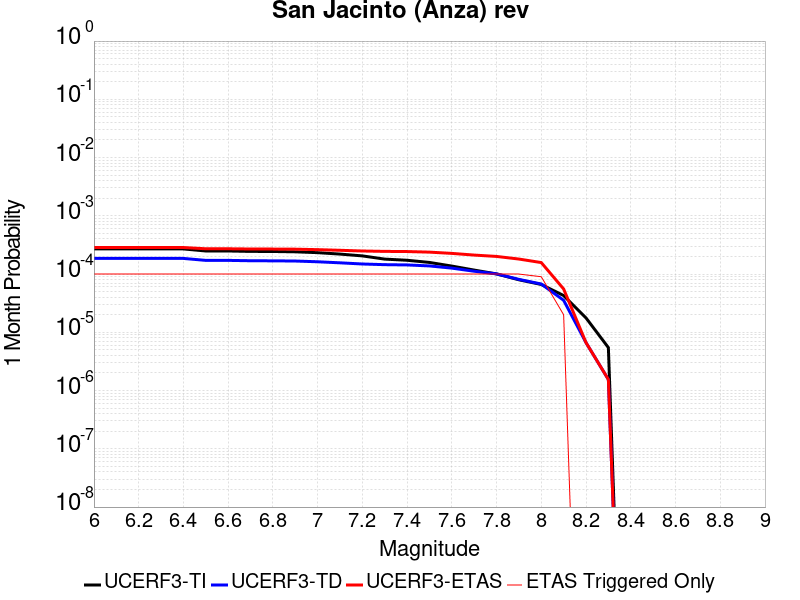 San Jacinto (Anza) rev
10^0
10^-1
10^-2
10^-3
10^-4
10^-5
10^-6
10^-7
10^-8
1 Month Probability
6 6.2 6.4 6.6 6.8 7 7.2 7.4 7.6 7.8 8 8.2 8.4 8.6 8.8 9
Magnitude
UCERF3-TI UCERF3-TD UCERF3-ETAS ETAS Triggered Only